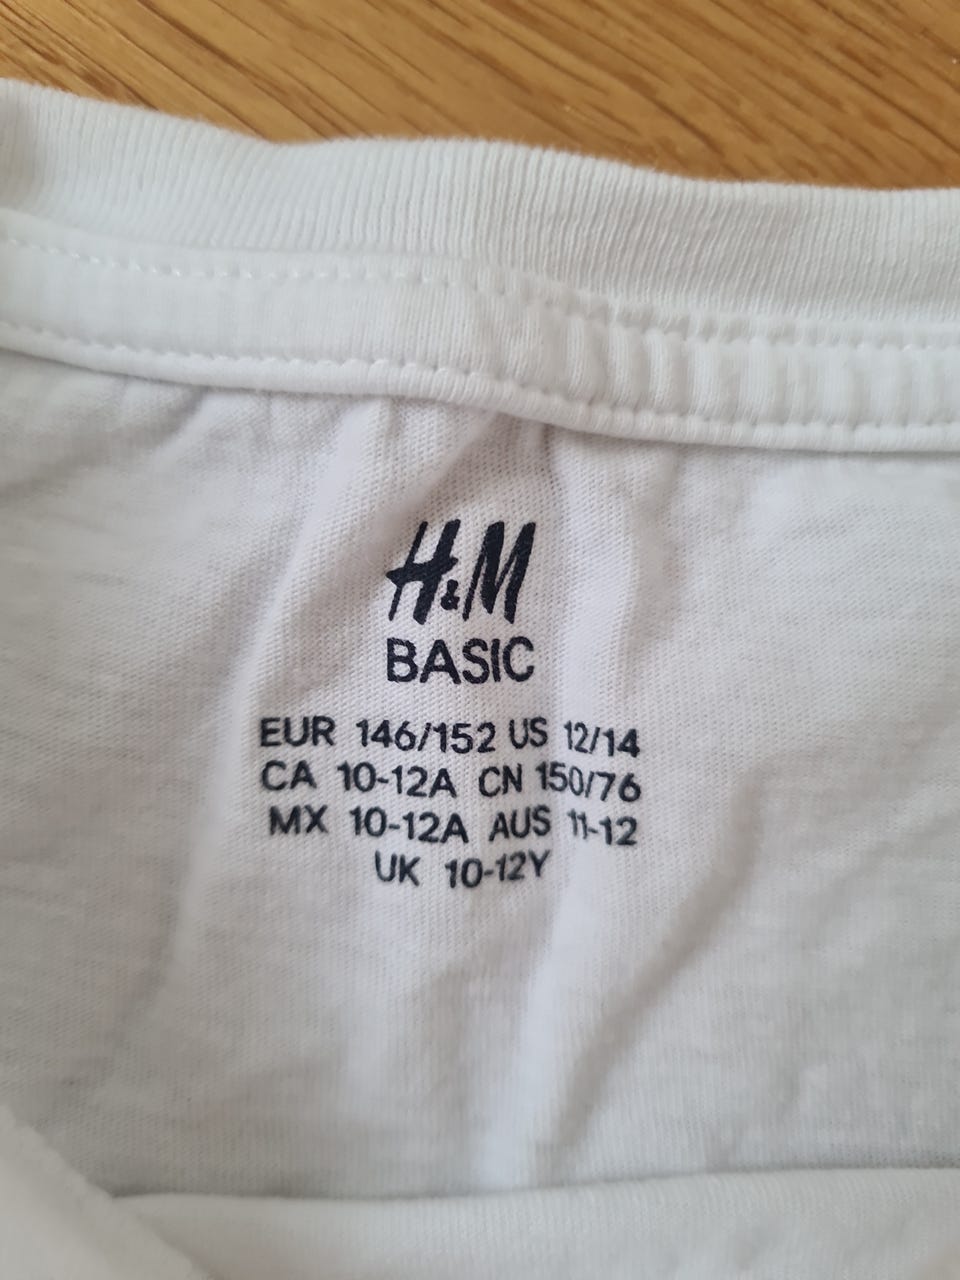 H&M
BASIC
EUR 146/152 US 12/14
CA 10-12A CN 150/76
MX 10-12A AUS 11-12
UK 10-12Y